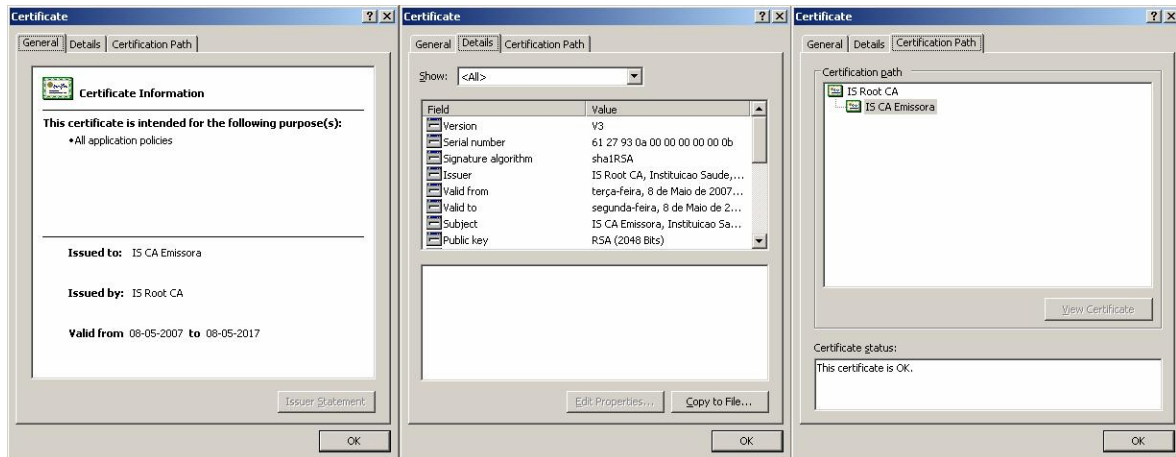 Certificate
General Details Certification Path
Certificate Information
This certificate is intended for the following purpose(s):
•All application policies
Issued to: IS CA Emissora
Issued by: IS Root CA
Valid from 08-05-2007 to 08-05-2017
Issuer Statement
OK
Certificate
General Details Certification Path
Show: <All>
Field Value
Version V3
Serial number 61 27 93 0a 00 00 00 00 00 0b
Signature algorithm sha1RSA
Issuer IS Root CA, Instituicao Saude,...
Valid from terça-feira, 8 de Maio de 2007...
Valid to segunda-feira, 8 de Maio de 2...
Subject IS CA Emissora, Instituicao Sa...
Public key RSA (2048 Bits)
Edit Properties... Copy to File...
OK
Certificate
General Details Certification Path
Certification path
IS Root CA
IS CA Emissora
View Certificate
Certificate status:
This certificate is OK.
OK